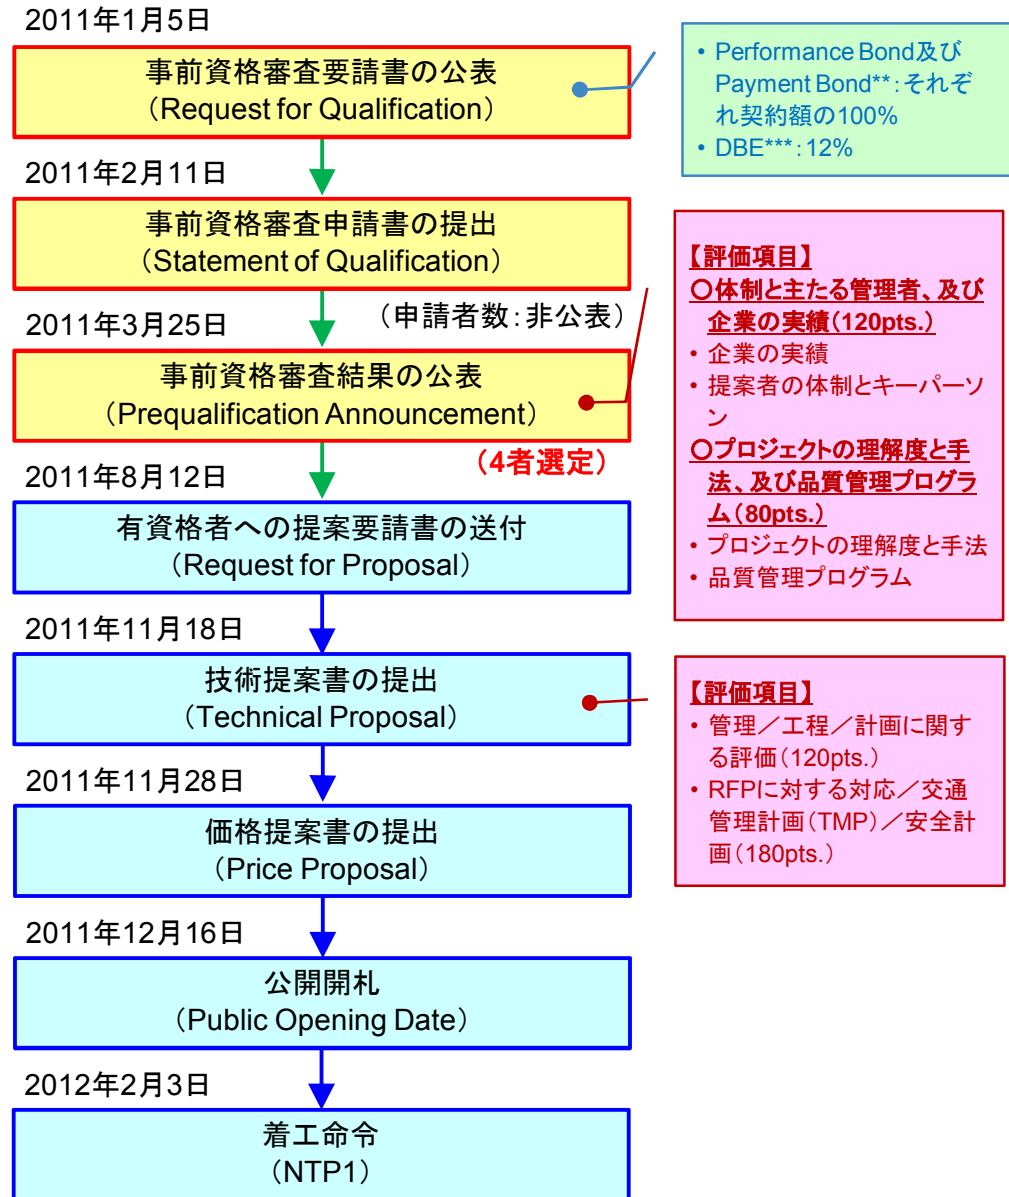 2011年1月5日
事前資格審査要請書の公表
（Request for Qualification）
• Performance Bond及び
Payment Bond**：それぞ
れ契約額の100%
• DBE***：12%
2011年2月11日
事前資格審査申請書の提出
（Statement of Qualification）
（申請者数：非公表）
2011年3月25日
事前資格審査結果の公表
（Prequalification Announcement）
（4者選定）
【評価項目】
〇体制と主たる管理者、及び
企業の実績（120pts.）
• 企業の実績
• 提案者の体制とキーパーソ
ン
〇プロジェクトの理解度と手
法、及び品質管理プログラ
ム（80pts.）
• プロジェクトの理解度と手法
• 品質管理プログラム
2011年8月12日
有資格者への提案要請書の送付
（Request for Proposal）
2011年11月18日
技術提案書の提出
（Technical Proposal）
【評価項目】
• 管理／工程／計画に関す
る評価（120pts.）
• RFPに対する対応／交通
管理計画（TMP）／安全計
画（180pts.）
2011年11月28日
価格提案書の提出
（Price Proposal）
2011年12月16日
公開開札
（Public Opening Date）
2012年2月3日
着工命令
（NTP1）